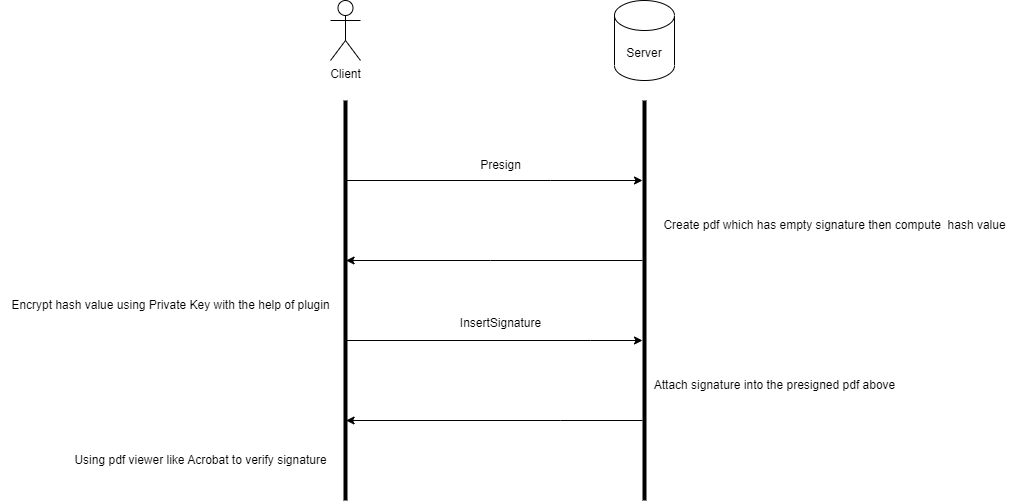 Client
Server
Presign
Create pdf which has empty signature then compute  hash value
Encrypt hash value using Private Key with the help of plugin
InsertSignature
Attach signature into the presigned pdf above
Using pdf viewer like Acrobat to verify signature